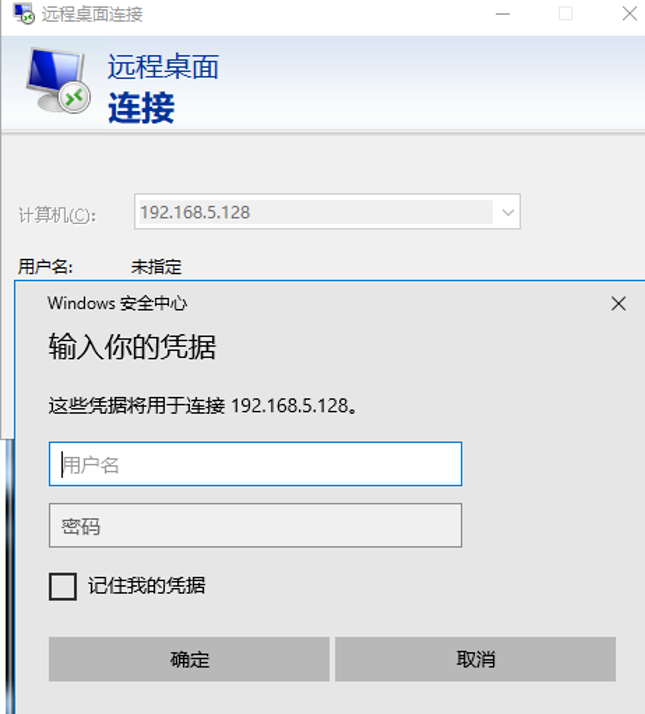 远程桌面连接
远程桌面
连接
计算机(C):
192.168.5.128
用户名:
未指定
Windows 安全中心
输入你的凭据
这些凭据将用于连接 192.168.5.128。
用户名
密码
记住我的凭据
确定
取消